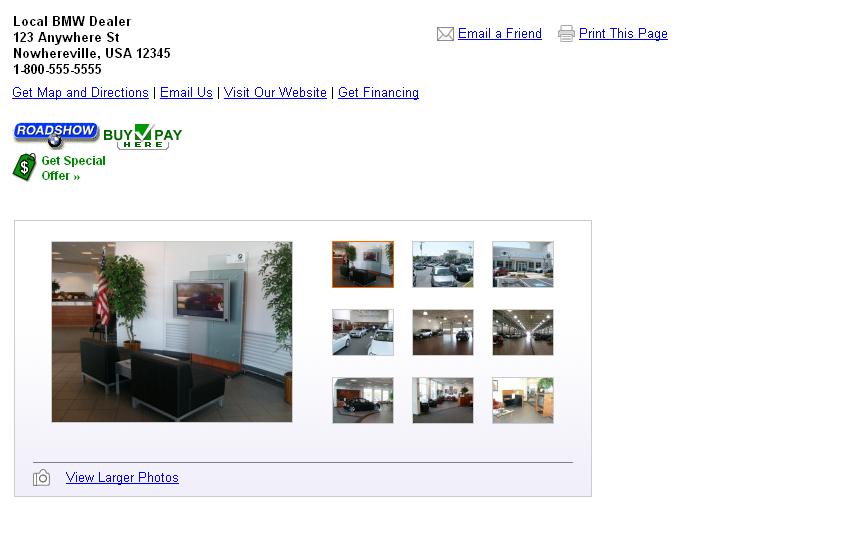 Local BMW Dealer
123 Anywhere St
Nowhereville, USA 12345
1-800-555-5555
Email a Friend
Print This Page
Get Map and Directions | Email Us | Visit Our Website | Get Financing
ROADSHOW
BUY PAY
HERE
$ Get Special
Offer »
View Larger Photos